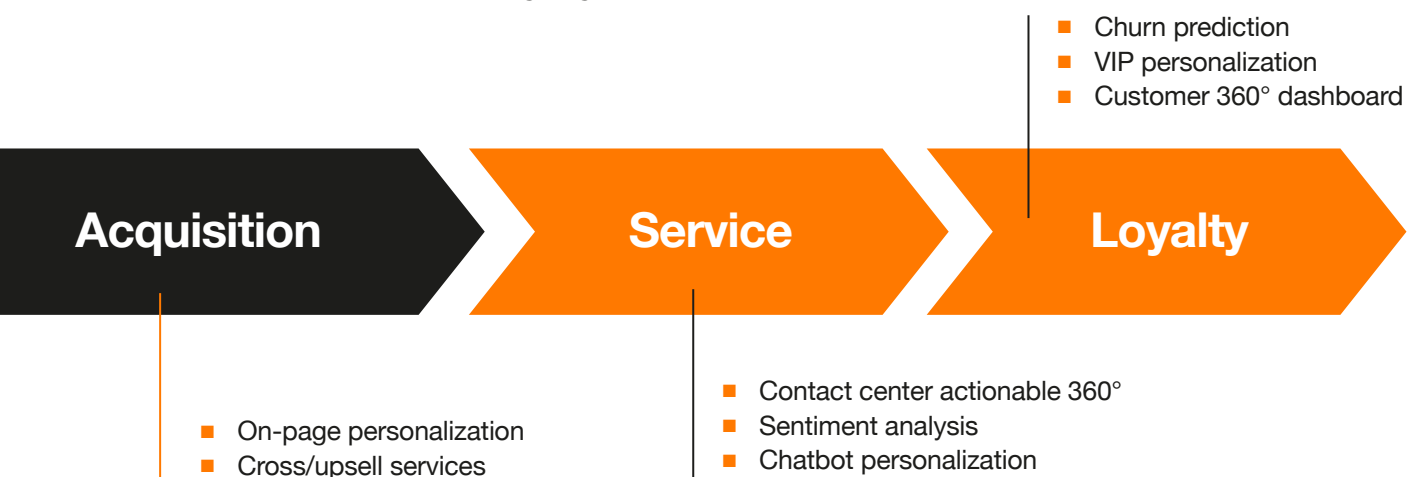 Churn prediction
VIP personalization
Customer 360° dashboard
Acquisition
Service
Loyalty
Contact center actionable 360°
Sentiment analysis
Chatbot personalization
On-page personalization
Cross/upsell services